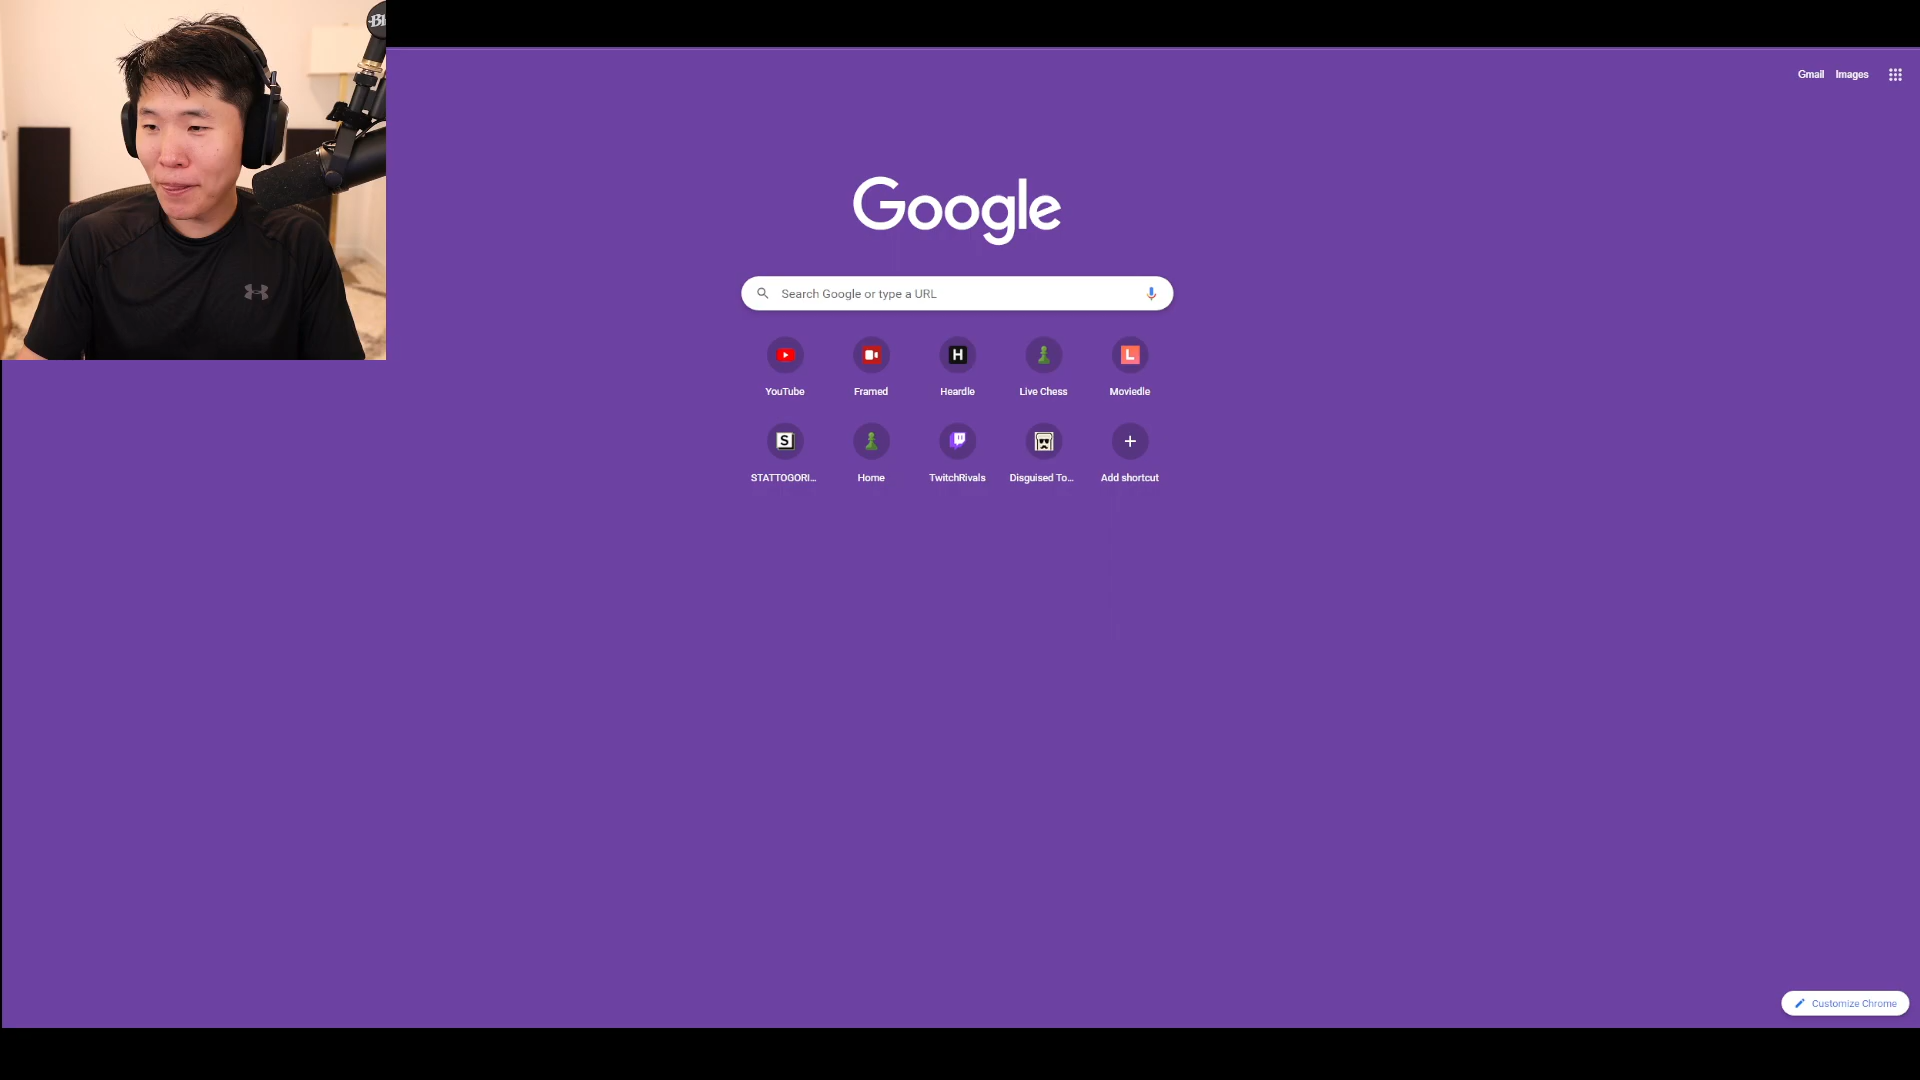 Gmail Images
Google
Search Google or type a URL
YouTube
Framed
H
Heardle
Live Chess
L
Moviedle
S
STATTOGORI...
Home
TwitchRivals
Disguised To...
Add shortcut
Customize Chrome